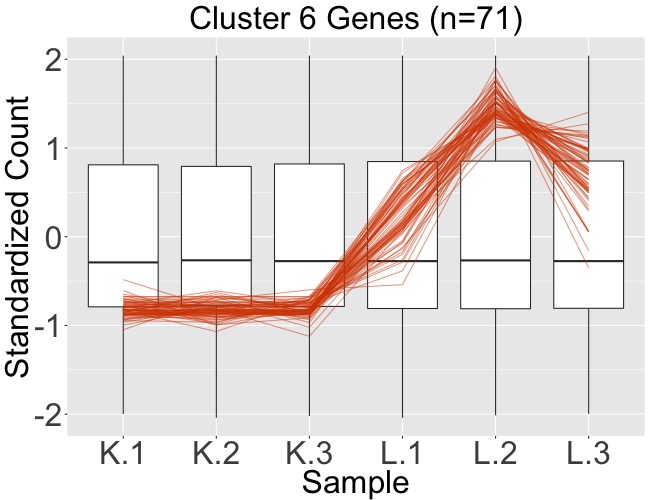 Cluster 6 Genes (n=71)
Standardized Count
2
1
0
-1
-2
K.1 K.2 K.3 L.1 L.2 L.3
Sample